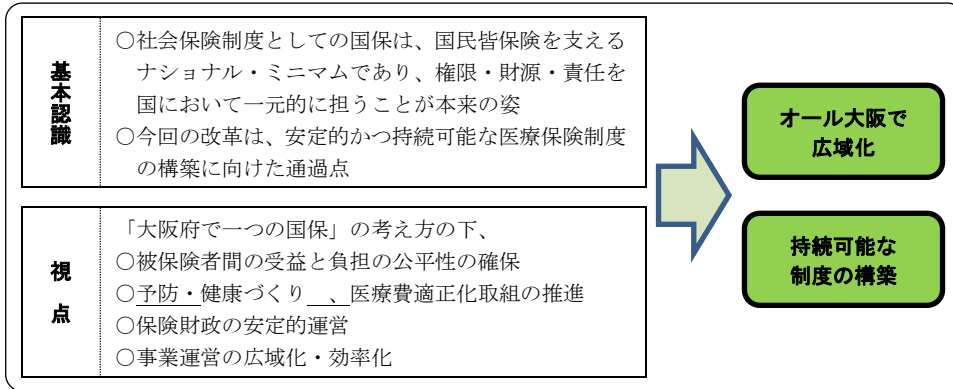 基本認識
○社会保険制度としての国保は、国民皆保険を支える
ナショナル・ミニマムであり、権限・財源・責任を
国において一元的に担うことが本来の姿
○今回の改革は、安定的かつ持続可能な医療保険制度
の構築に向けた通過点
視点
「大阪府で一つの国保」の考え方の下、
○被保険者間の受益と負担の公平性の確保
○予防・健康づくり　、医療費適正化取組の推進
○保険財政の安定的運営
○事業運営の広域化・効率化
オール大阪で
広域化
持続可能な
制度の構築